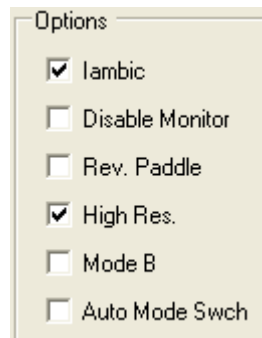 Options
Iambic
Disable Monitor
Rev. Paddle
High Res.
Mode B
Auto Mode Swch